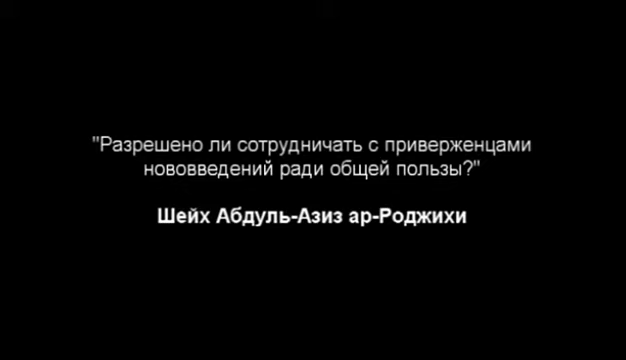 "Разрешено ли сотрудничать с приверженцами
нововведений ради общей пользы?"
Шейх Абдуль-Азиз ар-Роджихи